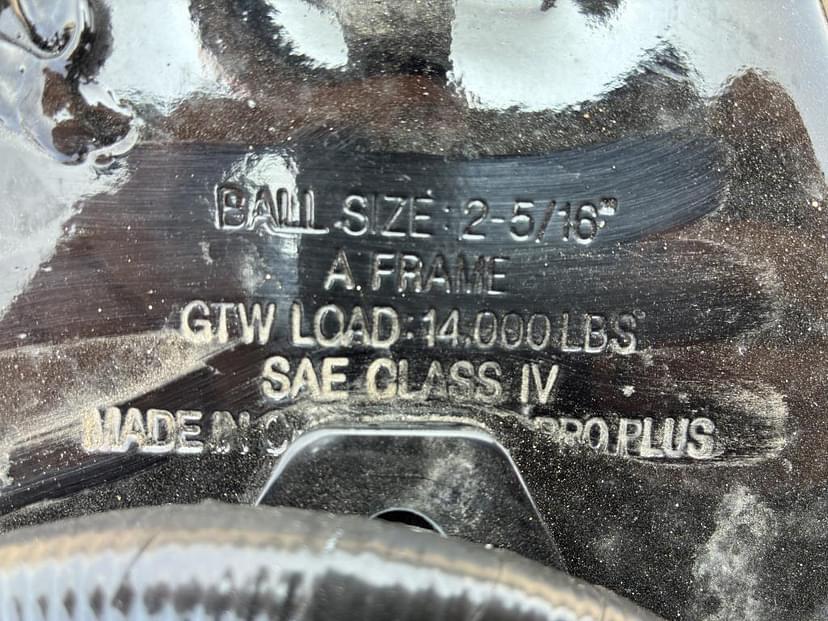 BALL SIZE: 2-5/16"
A. FRAME
GTW LOAD: 14.000 LBS
SAE CLASS IV
MADE IN PRO PLUS